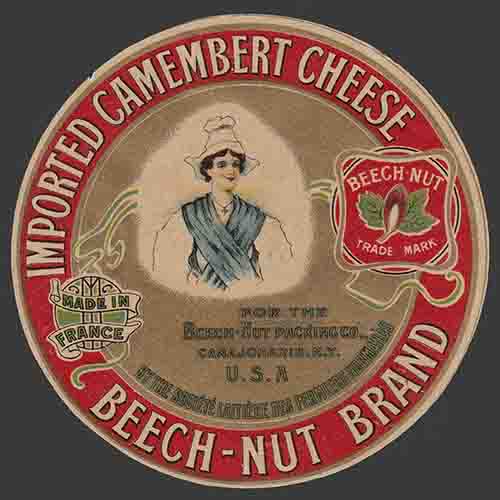 IMPORTED CAMEMBERT CHEESE
BEECH-NUT
TRADE MARK
MADE IN
FRANCE
FOR THE
BEECH-NUT PACKING CO.,
CANAJOHARIE, N.Y.
U.S.A
BY THE SOCIÉTÉ LAITIÈRE DES FERMIERS
BEECH-NUT BRAND